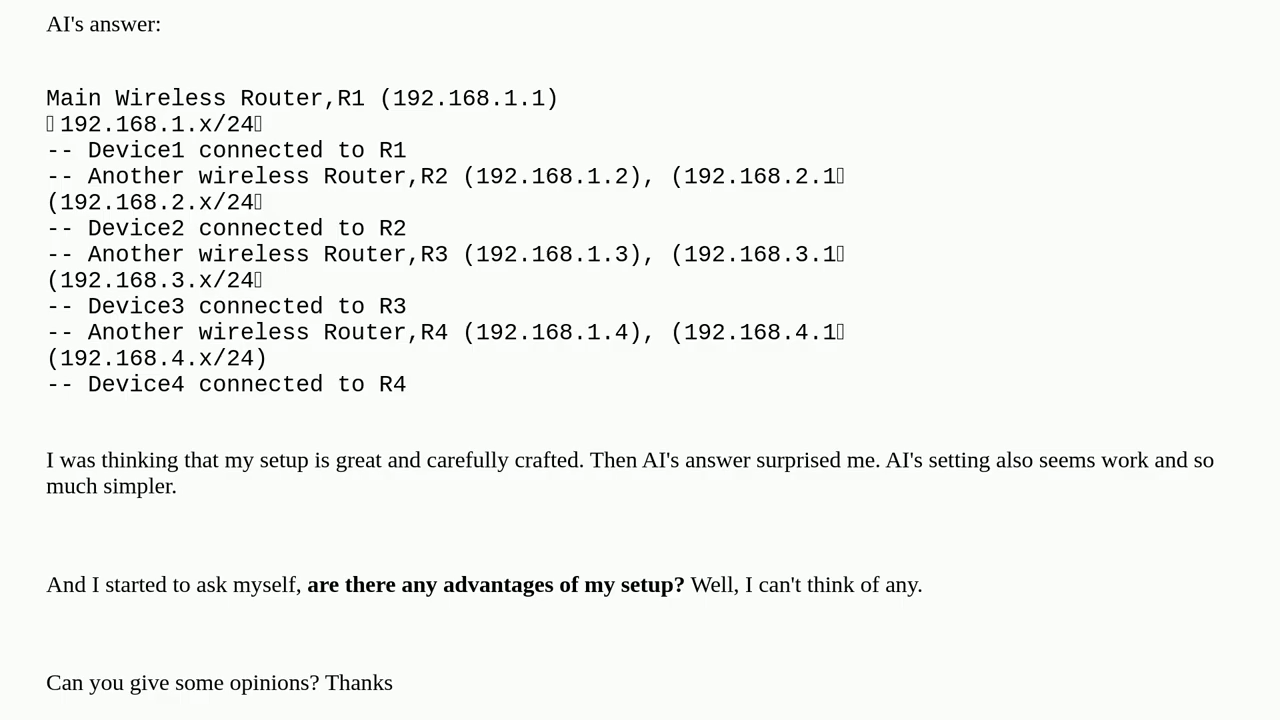 AI's answer:
Main Wireless Router,R1 (192.168.1.1)
192.168.1.x/24
-- Device1 connected to R1
-- Another wireless Router,R2 (192.168.1.2), (192.168.2.1
(192.168.2.x/24
-- Device2 connected to R2
-- Another wireless Router,R3 (192.168.1.3), (192.168.3.1
(192.168.3.x/24
-- Device3 connected to R3
-- Another wireless Router,R4 (192.168.1.4), (192.168.4.1
(192.168.4.x/24)
-- Device4 connected to R4
I was thinking that my setup is great and carefully crafted. Then AI's answer surprised me. AI's setting also seems work and so
much simpler.
And I started to ask myself, are there any advantages of my setup? Well, I can't think of any.
Can you give some opinions? Thanks